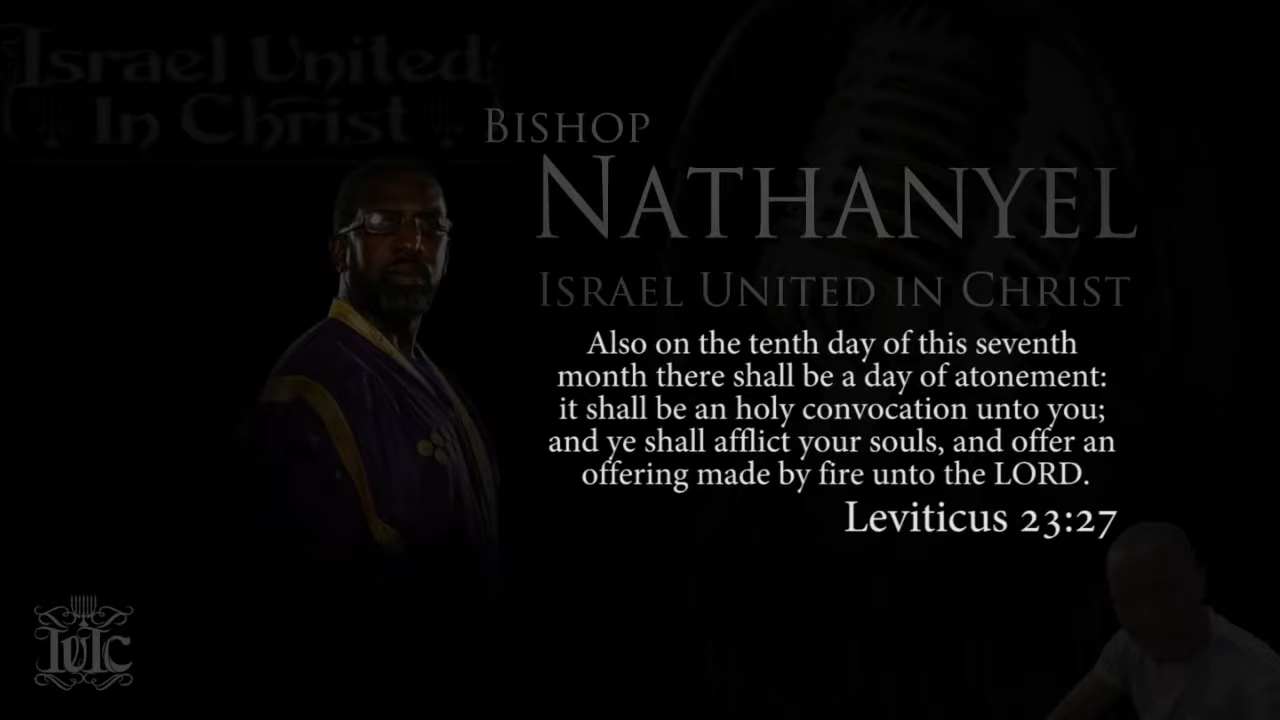 Israel United
In Christ
BISHOP
NATHANYEL
ISRAEL UNITED IN CHRIST
Also on the tenth day of this seventh
month there shall be a day of atonement:
it shall be an holy convocation unto you;
and ye shall afflict your souls, and offer an
offering made by fire unto the LORD.
Leviticus 23:27
IUIC